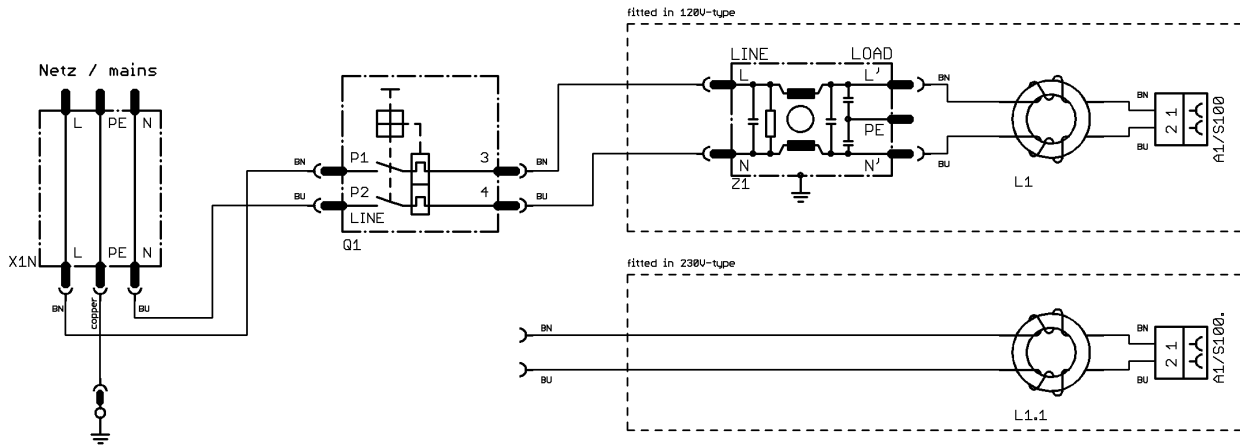 fitted in 120V-type
Netz / mains
L PE N
L PE N
X1N
BN
copper
BU
BN
BU
P1
P2
LINE
3
4
Q1
BN
BU
LINE LOAD
L L'
PE
N N'
Z1
BN
BU
L1
BN
BU
2 1
A1/S100
fitted in 230V-type
BN
BU
L1.1
BN
BU
2 1
A1/S100.